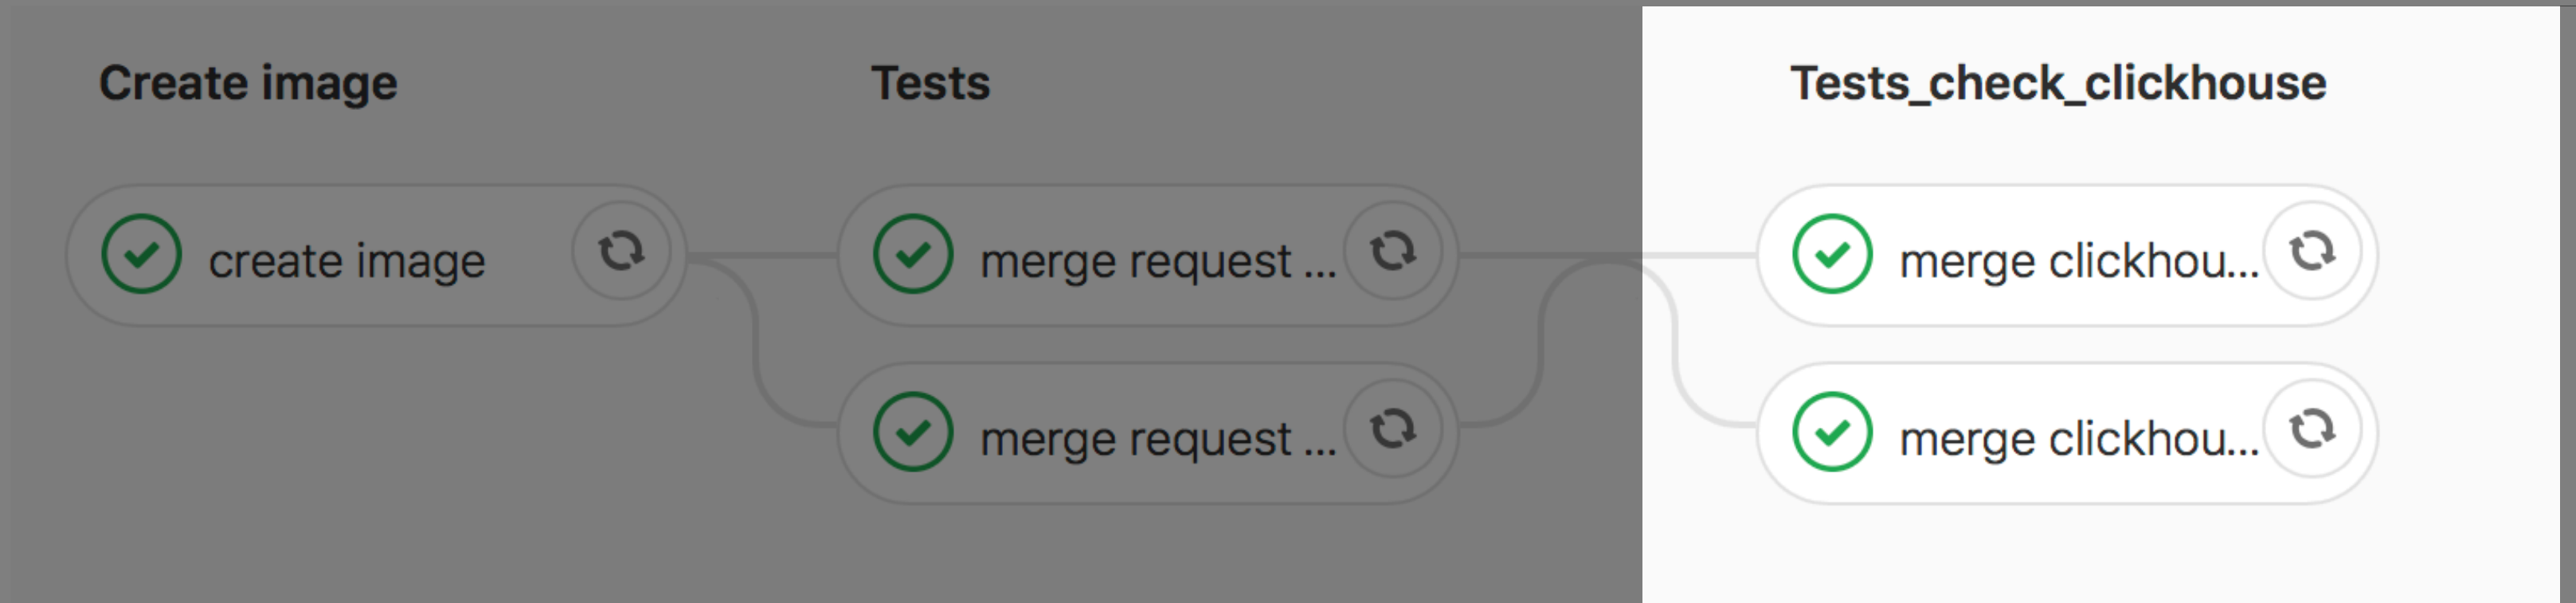 Create image
Tests
Tests_check_clickhouse
create image
merge request ...
merge clickhou...
merge request ...
merge clickhou...